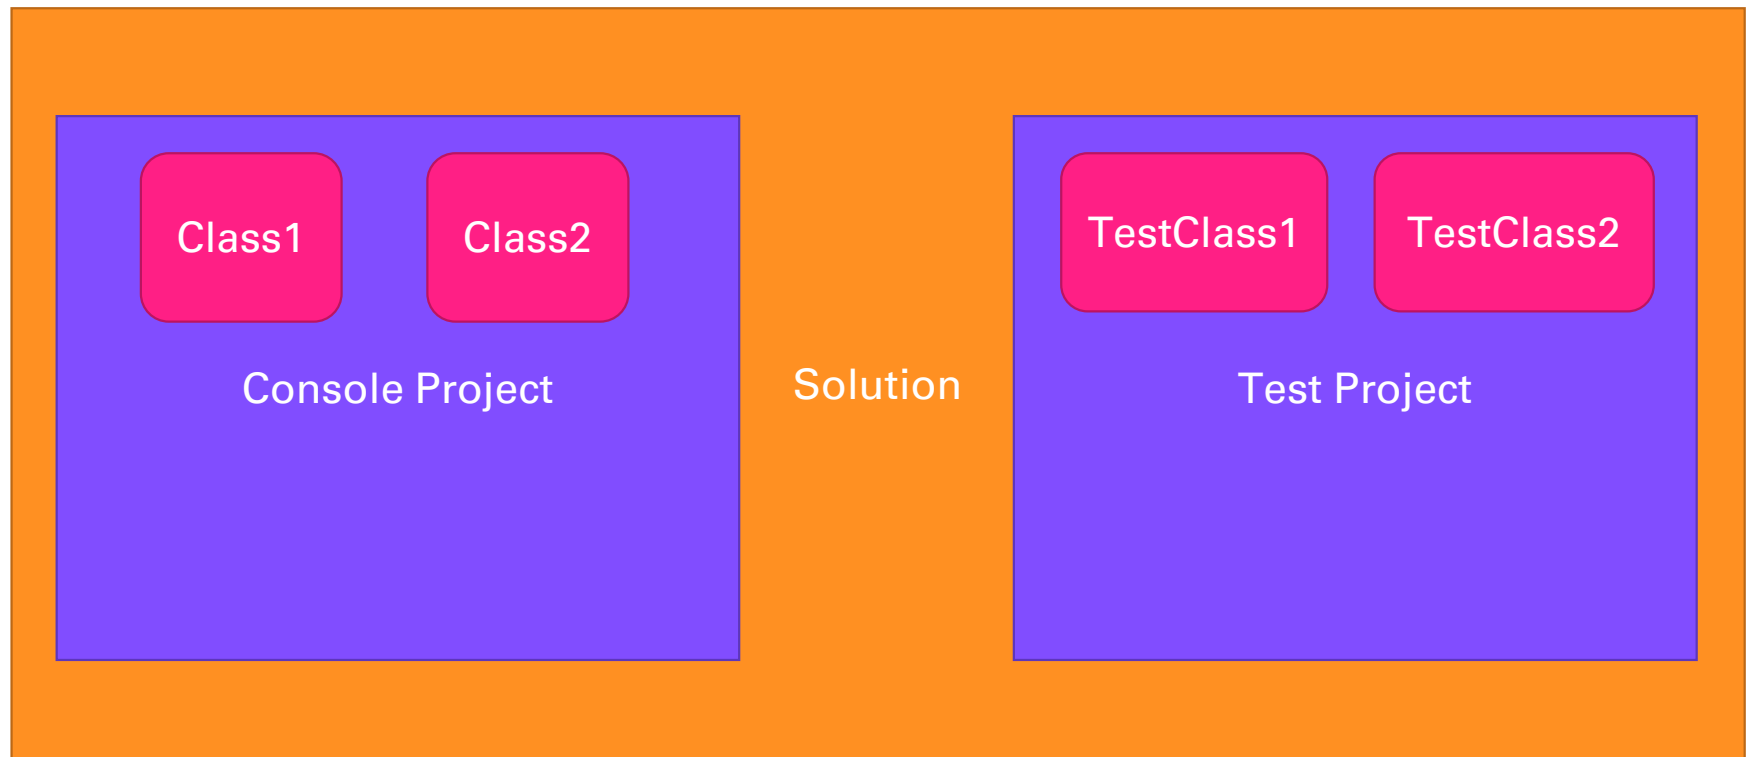 Class1
Class2
Console Project
Solution
TestClass1
TestClass2
Test Project